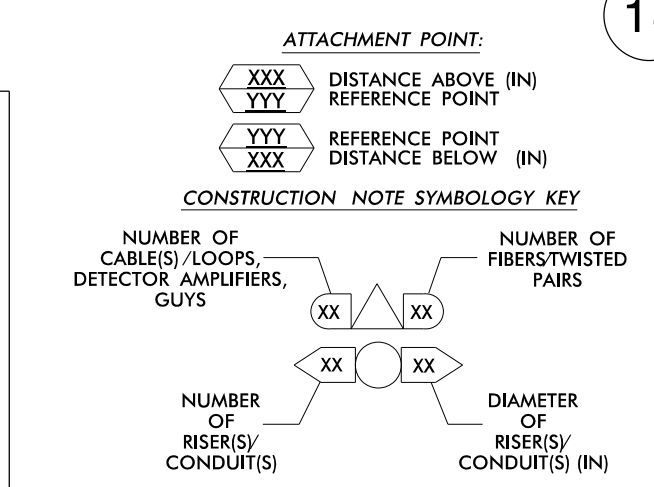 ATTACHMENT POINT:
XXX DISTANCE ABOVE (IN)
YYY REFERENCE POINT
YYY REFERENCE POINT
XXX DISTANCE BELOW (IN)
CONSTRUCTION NOTE SYMBOLOGY KEY
NUMBER OF
CABLE(S)/LOOPS,
DETECTOR AMPLIFIERS,
GUYS
NUMBER OF
FIBERS/TWISTED
PAIRS
XX XX
XX XX
NUMBER
OF
RISER(S)/
CONDUIT(S)
DIAMETER
OF
RISER(S)/
CONDUIT(S) (IN)